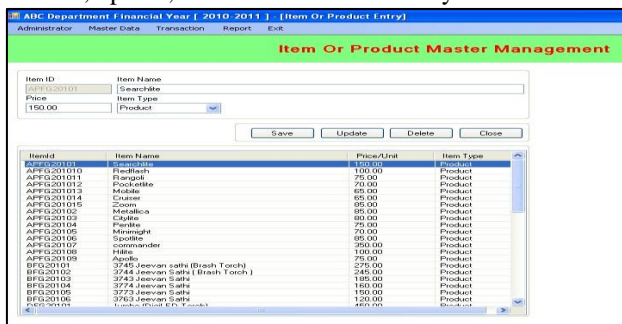 ABC Department Financial Year [ 2010-2011 ] - [Item Or Product Entry]
Administrator Master Data Transaction Report Exit
Item Or Product Master Management
Item ID Item Name
APFG20101 Searchlite
Price Item Type
150.00 Product
Save Update Delete Close
ItemId Item Name Price/Unit Item Type
APFG20101 Searchlite 150.00 Product
APFG201010 Redflash 100.00 Product
APFG201011 Rangoli 75.00 Product
APFG201012 Pocketlite 70.00 Product
APFG201013 Mobile 65.00 Product
APFG201014 Cruiser 65.00 Product
APFG201015 Zoom 85.00 Product
APFG20102 Metallica 85.00 Product
APFG20103 Citylite 80.00 Product
APFG20104 Penlite 75.00 Product
APFG20105 Minimight 70.00 Product
APFG20106 Spotlite 85.00 Product
APFG20107 commander 350.00 Product
APFG20108 Hilite 100.00 Product
APFG20109 Apollo 75.00 Product
BFG20101 3745 Jeevan sathi (Brash Torch) 275.00 Product
BFG20102 3744 Jeevan Sathi ( Brash Torch ) 245.00 Product
BFG20103 3743 Jeevan Sathi 185.00 Product
BFG20104 3774 Jeevan Sathi 160.00 Product
BFG20105 3773 Jeevan Sathi 150.00 Product
BFG20106 3763 Jeevan Sathi 120.00 Product